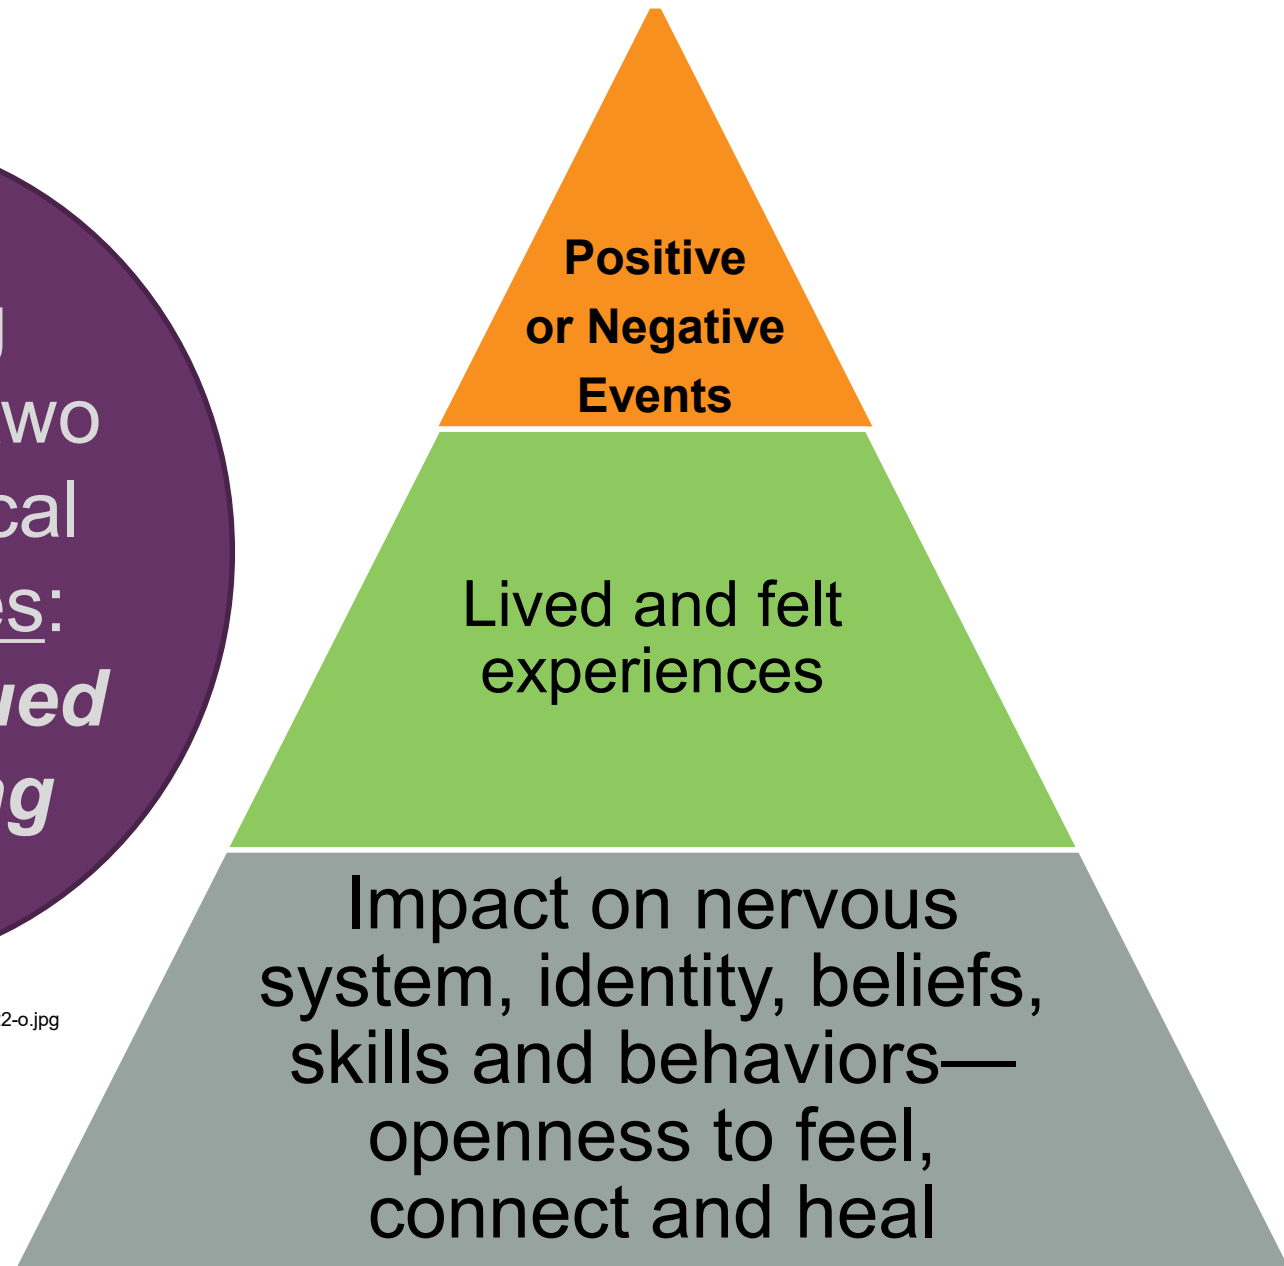 g
wo
cal
es:
ued
ng
2-o.jpg
Positive
or Negative
Events
Lived and felt
experiences
Impact on nervous
system, identity, beliefs,
skills and behaviors—
openness to feel,
connect and heal